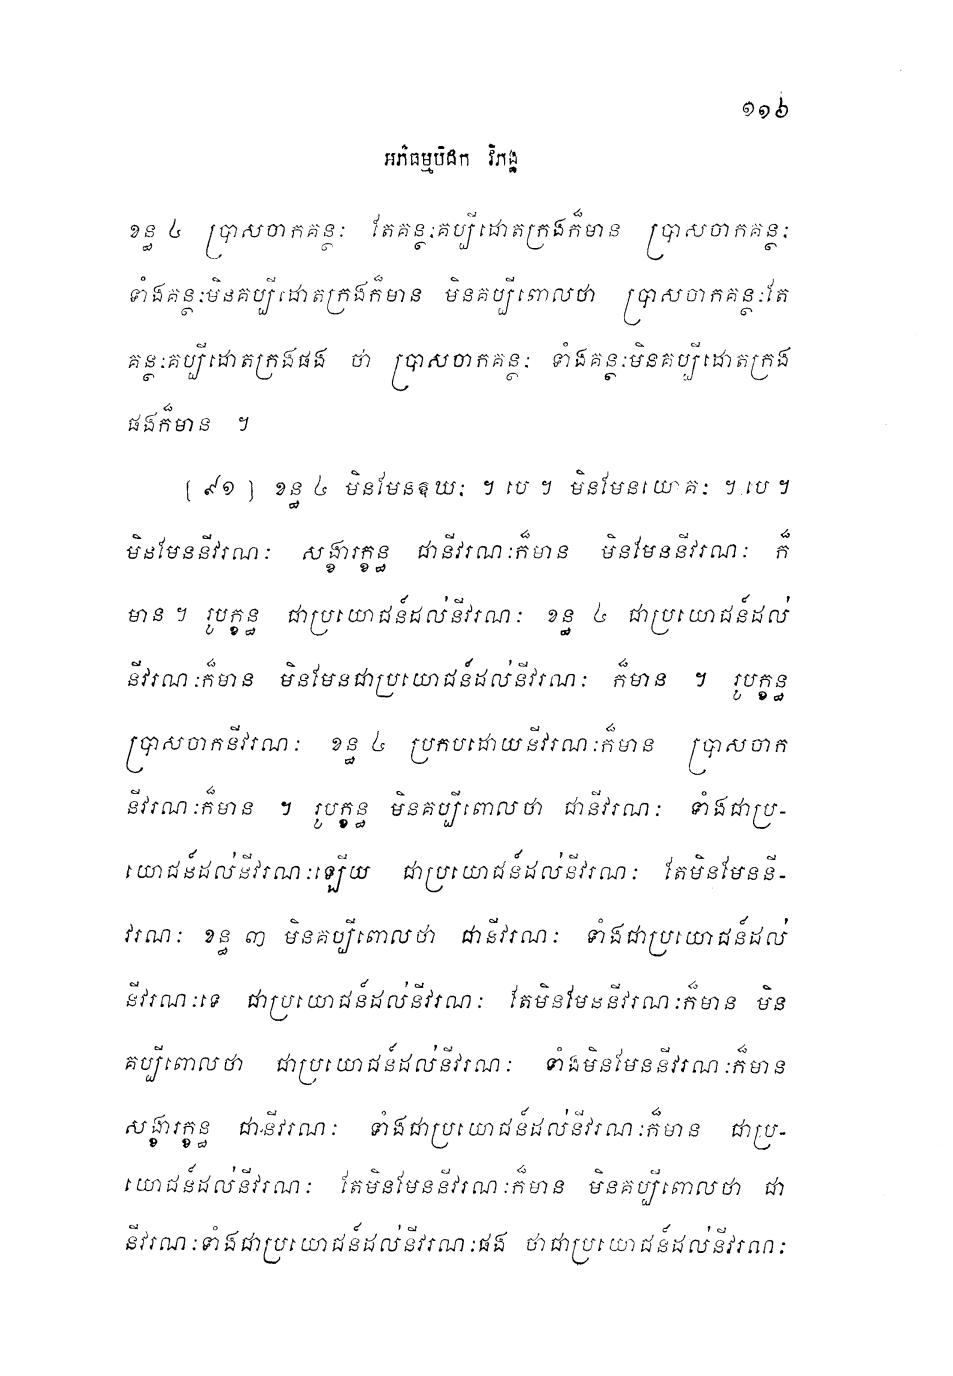 ១១៦
អភិធម្មបិដក វិភង្គ
ខន្ធ ៤ ប្រាសចាកគន្ថៈ តែគន្ថៈគប្បីដោតក្រងក៏មាន ប្រាសចាកគន្ថៈ
ទាំងគន្ថៈមិនគប្បីដោតក្រងក៏មាន មិនគប្បីពោលថា ប្រាសចាកគន្ថៈតែ
គន្ថៈគប្បីដោតក្រងផង ថា ប្រាសចាកគន្ថៈ ទាំងគន្ថៈមិនគប្បីដោតក្រង
ផងក៏មាន ។
[ ៩១ ] ខន្ធ ៤ មិនមែនឱឃៈ ។ បេ ។ មិនមែនយោគៈ ។ បេ ។
មិនមែននីវរណៈ សង្ខារក្ខន្ធ ជានីវរណៈក៏មាន មិនមែននីវរណៈ ក៏
មាន ។ រូបក្ខន្ធ ជាប្រយោជន៍ដល់នីវរណៈ ខន្ធ ៤ ជាប្រយោជន៍ដល់
នីវរណៈក៏មាន មិនមែនជាប្រយោជន៍ដល់នីវរណៈ ក៏មាន ។ រូបក្ខន្ធ
ប្រាសចាកនីវរណៈ ខន្ធ ៤ ប្រកបដោយនីវរណៈក៏មាន ប្រាសចាក
នីវរណៈក៏មាន ។ រូបក្ខន្ធ មិនគប្បីពោលថា ជានីវរណៈ ទាំងជាប្រ-
យោជន៍ដល់នីវរណៈឡើយ ជាប្រយោជន៍ដល់នីវរណៈ តែមិនមែននី-
វរណៈ ខន្ធ ៣ មិនគប្បីពោលថា ជានីវរណៈ ទាំងជាប្រយោជន៍ដល់
នីវរណៈទេ ជាប្រយោជន៍ដល់នីវរណៈ តែមិនមែននីវរណៈក៏មាន មិន
គប្បីពោលថា ជាប្រយោជន៍ដល់នីវរណៈ ទាំងមិនមែននីវរណៈក៏មាន
សង្ខារក្ខន្ធ ជានីវរណៈ ទាំងជាប្រយោជន៍ដល់នីវរណៈក៏មាន ជាប្រ-
យោជន៍ដល់នីវរណៈ តែមិនមែននីវរណៈក៏មាន មិនគប្បីពោលថា ជា
នីវរណៈទាំងជាប្រយោជន៍ដល់នីវរណៈផង ថាជាប្រយោជន៍ដល់នីវរណៈ